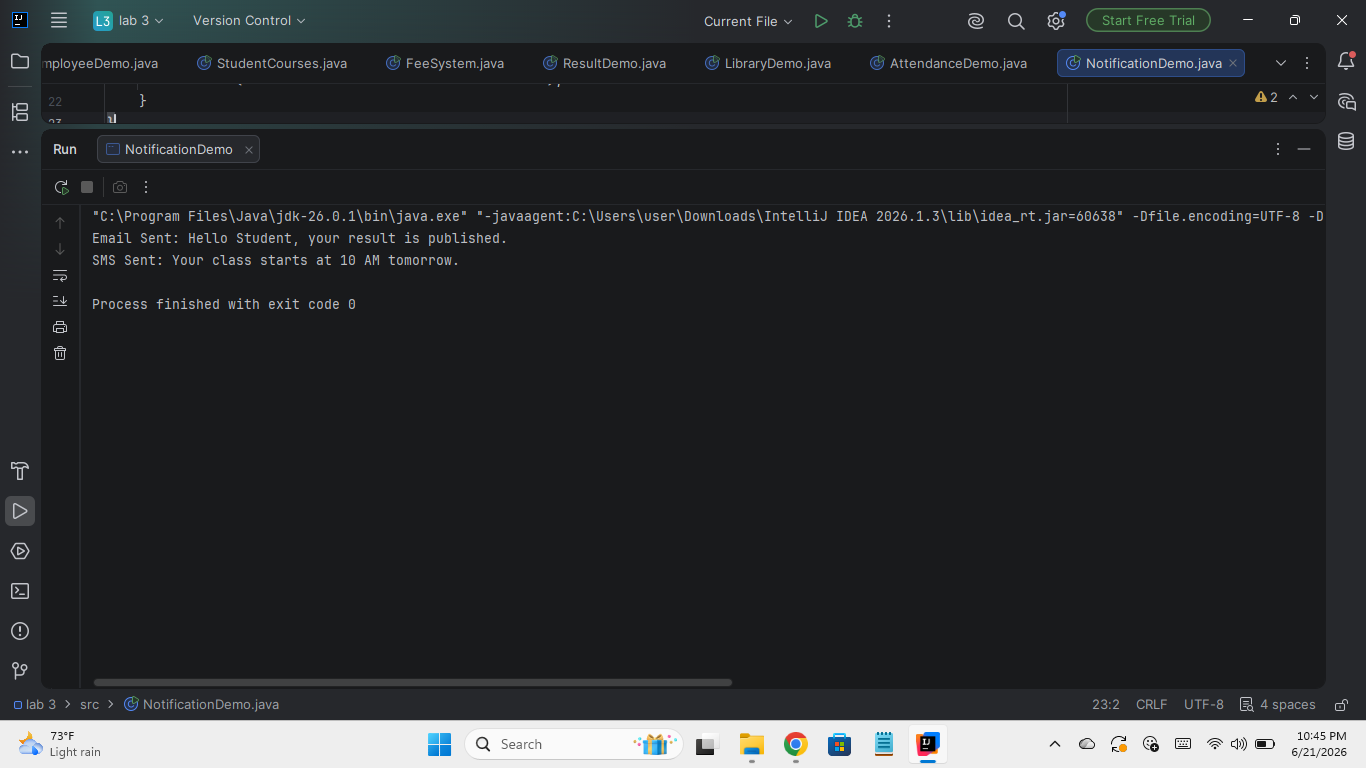 L3 lab 3 Version Control Current File Start Free Trial
mployeeDemo.java StudentCourses.java FeeSystem.java ResultDemo.java LibraryDemo.java AttendanceDemo.java NotificationDemo.java
22 } 2
23 }
Run NotificationDemo
"C:\Program Files\Java\jdk-26.0.1\bin\java.exe" "-javaagent:C:\Users\user\Downloads\IntelliJ IDEA 2026.1.3\lib\idea_rt.jar=60638" -Dfile.encoding=UTF-8 -D
Email Sent: Hello Student, your result is published.
SMS Sent: Your class starts at 10 AM tomorrow.
Process finished with exit code 0
lab 3 > src > NotificationDemo.java 23:2 CRLF UTF-8 4 spaces
73°F
Light rain
Search
10:45 PM
6/21/2026